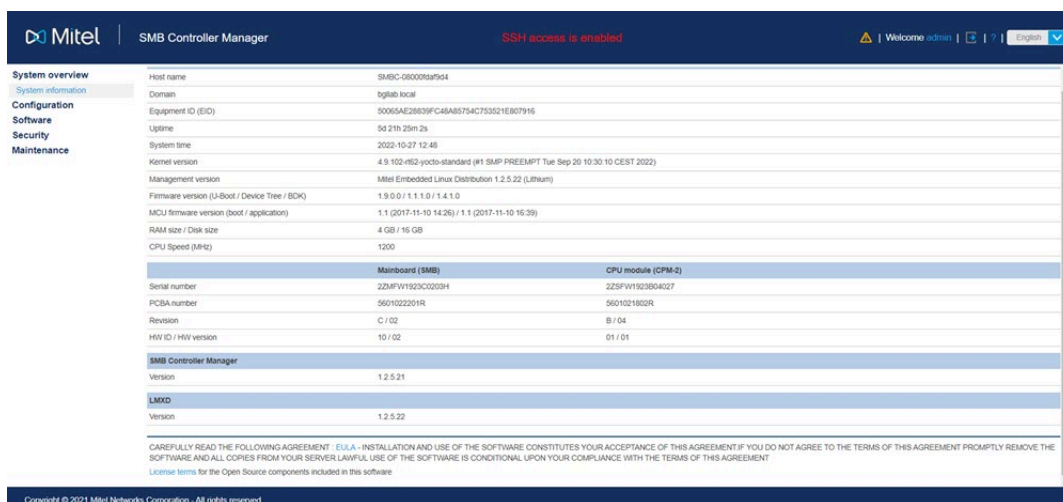 Mitel
SMB Controller Manager
SSH access is enabled
| Welcome admin | | ? | English
System overview
System information
Configuration
Software
Security
Maintenance
Host name SMBC-08000fdaf9d4
Domain bgllab.local
Equipment ID (EID) 50065AE28839FC48A85754C753521E807916
Uptime 5d 21h 25m 2s
System time 2022-10-27 12:48
Kernel version 4.9.102-rt62-yocto-standard (#1 SMP PREEMPT Tue Sep 20 10:30:10 CEST 2022)
Management version Mitel Embedded Linux Distribution 1.2.5.22 (Lithium)
Firmware version (U-Boot / Device Tree / BDK) 1.9.0.0 / 1.1.1.0 / 1.4.1.0
MCU firmware version (boot / application) 1.1 (2017-11-10 14:26) / 1.1 (2017-11-10 16:39)
RAM size / Disk size 4 GB / 16 GB
CPU Speed (MHz) 1200
Mainboard (SMB) CPU module (CPM-2)
Serial number 2ZMFW1923C0203H 2ZSFW1923B04027
PCBA number 5601022201R 5601021802R
Revision C / 02 B / 04
HW ID / HW version 10 / 02 01 / 01
SMB Controller Manager
Version 1.2.5.21
LMXD
Version 1.2.5.22
CAREFULLY READ THE FOLLOWING AGREEMENT : EULA - INSTALLATION AND USE OF THE SOFTWARE CONSTITUTES YOUR ACCEPTANCE OF THIS AGREEMENT.IF YOU DO NOT AGREE TO THE TERMS OF THIS AGREEMENT PROMPTLY REMOVE THE
SOFTWARE AND ALL COPIES FROM YOUR SERVER.LAWFUL USE OF THE SOFTWARE IS CONDITIONAL UPON YOUR COMPLIANCE WITH THE TERMS OF THIS AGREEMENT
License terms for the Open Source components included in this software
Copyright © 2021 Mitel Networks Corporation - All rights reserved